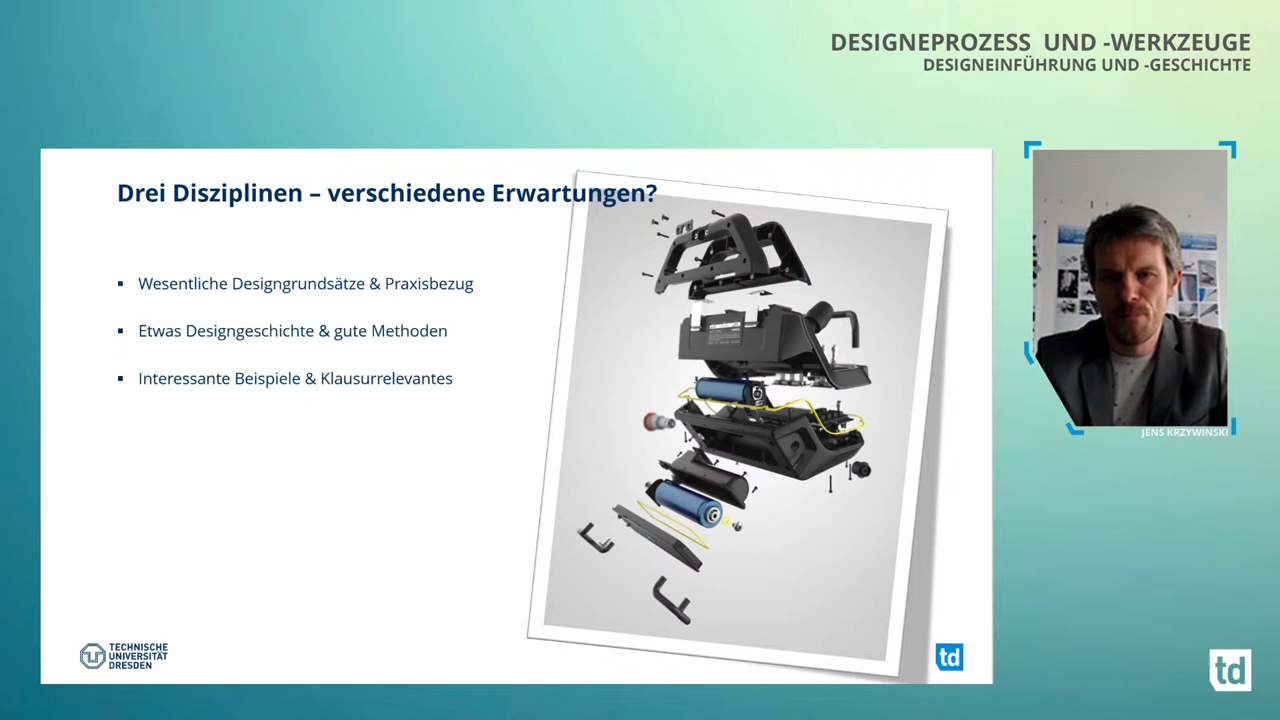 DESIGNEPROZESS UND -WERKZEUGE
DESIGNEINFÜHRUNG UND -GESCHICHTE
Drei Disziplinen – verschiedene Erwartungen?
▪ Wesentliche Designgrundsätze & Praxisbezug
▪ Etwas Designgeschichte & gute Methoden
▪ Interessante Beispiele & Klausurrelevantes
JENS KRZYWINSKI
TECHNISCHE
UNIVERSITÄT
DRESDEN
td
td